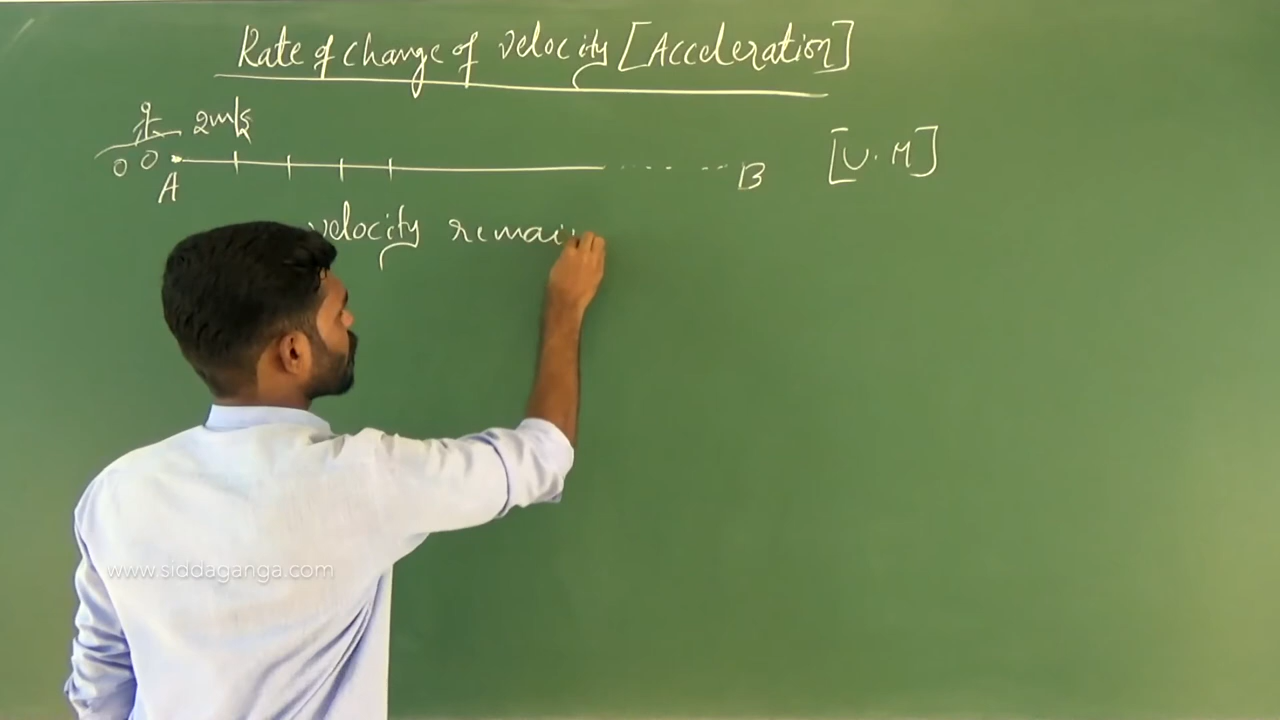 Rate of change of velocity [Acceleration]
2m/s
A
B
[U.M]
velocity remai
www.siddaganga.com